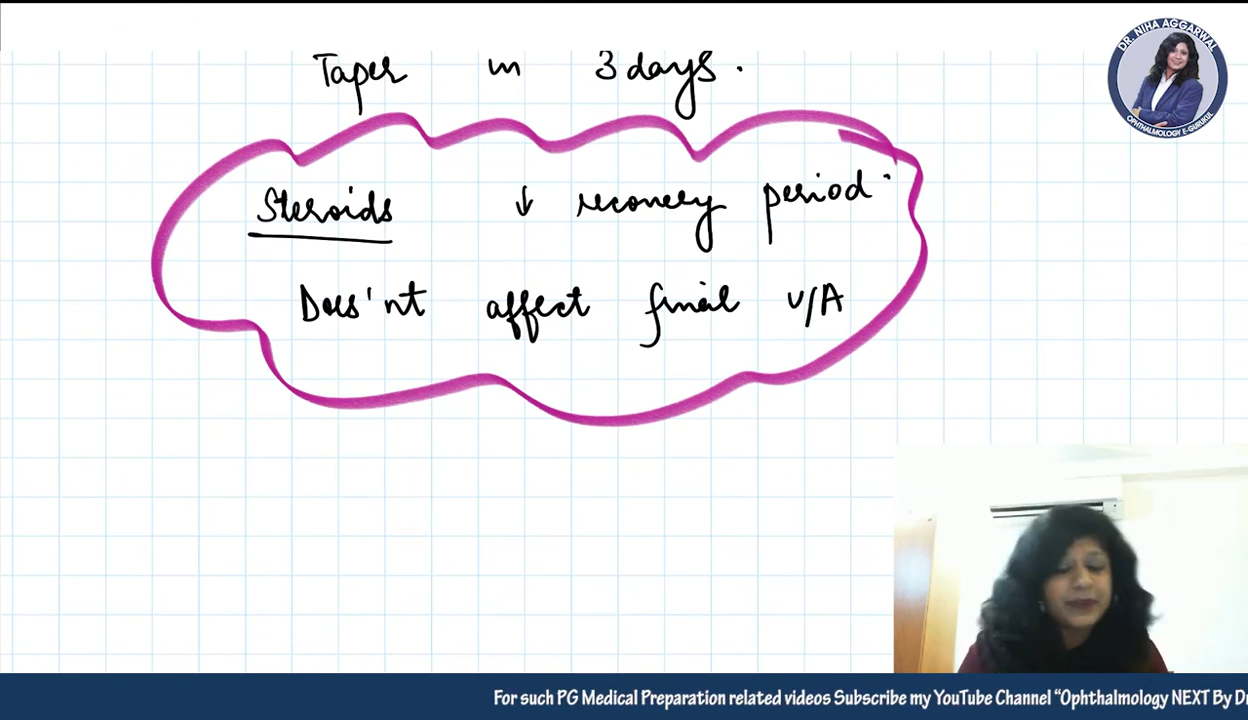 DR. NIHA AGGARWAL
OPHTHALMOLOGY E-GURUKUL
Taper in 3 days.
Steroids ↓ recovery period.
Does'nt affect final V/A
For such PG Medical Preparation related videos Subscribe my YouTube Channel “Ophthalmology NEXT By D